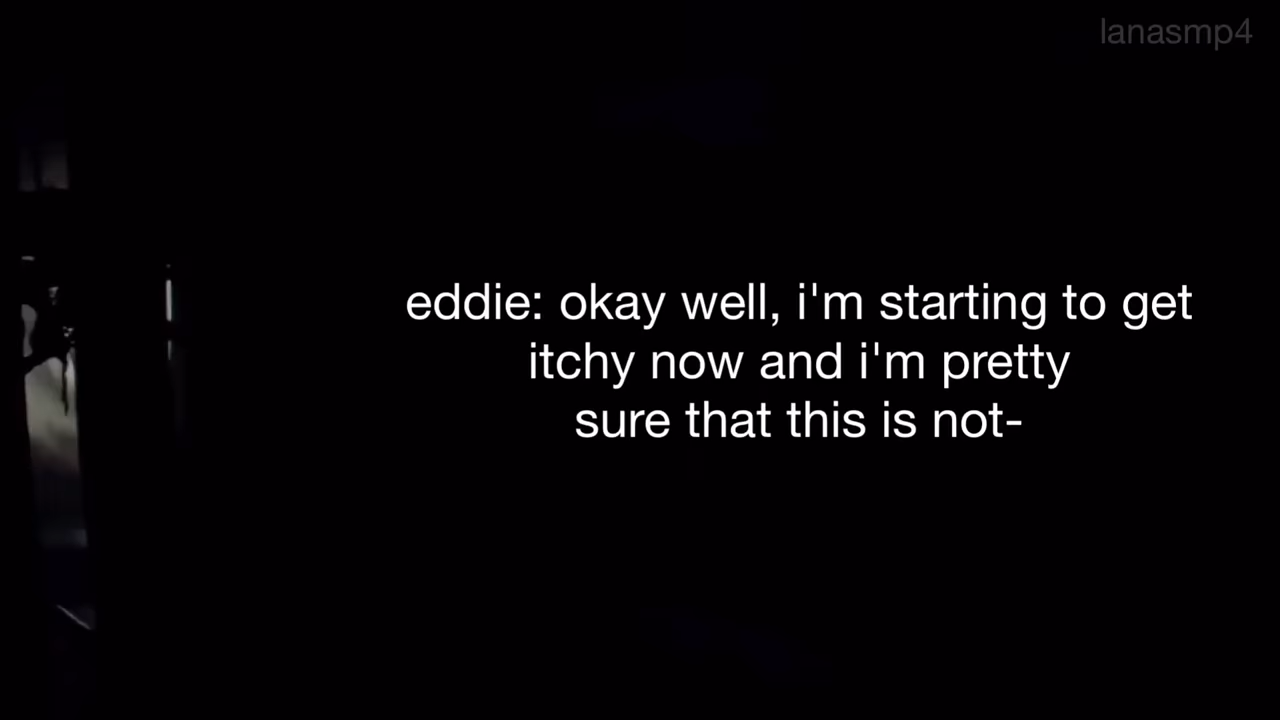 lanasmp4
eddie: okay well, i'm starting to get
itchy now and i'm pretty
sure that this is not-